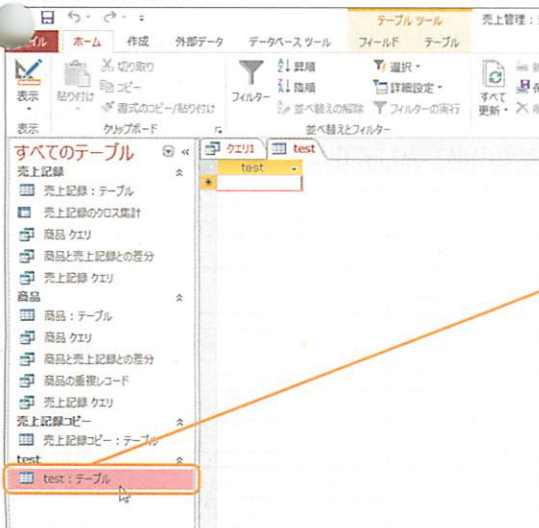 テーブル ツール
売上管理：
ホーム 作成 外部データ データベース ツール フィールド テーブル
表示
貼り付け
切り取り
コピー
書式のコピー/貼り付け
フィルター
昇順
降順
並べ替えの解除
選択
詳細設定
フィルターの実行
すべて
更新
表示
クリップボード
並べ替えとフィルター
すべてのテーブル
売上記録
売上記録：テーブル
売上記録のクロス集計
商品 クエリ
商品と売上記録との差分
売上記録 クエリ
商品
商品：テーブル
商品 クエリ
商品と売上記録との差分
商品の重複レコード
売上記録 クエリ
売上記録コピー
売上記録コピー：テーブル
test
test：テーブル
クエリ1
test
test